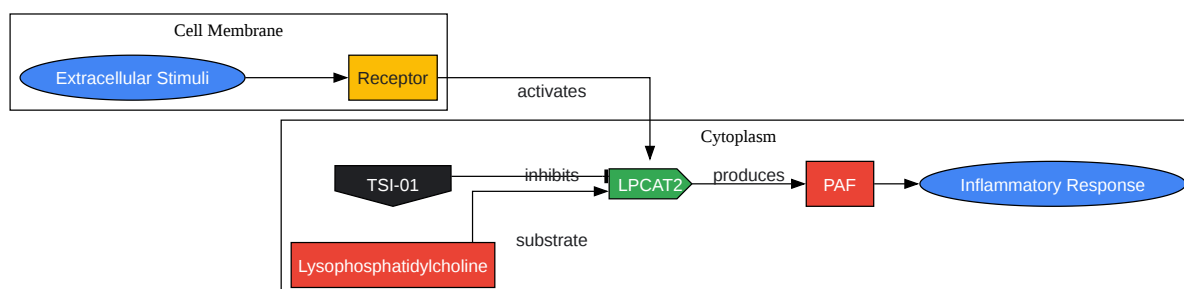 Cell Membrane
Extracellular Stimuli
Receptor
activates
Cytoplasm
TSI-01
inhibits
LPCAT2
produces
PAF
Inflammatory Response
substrate
Lysophosphatidylcholine